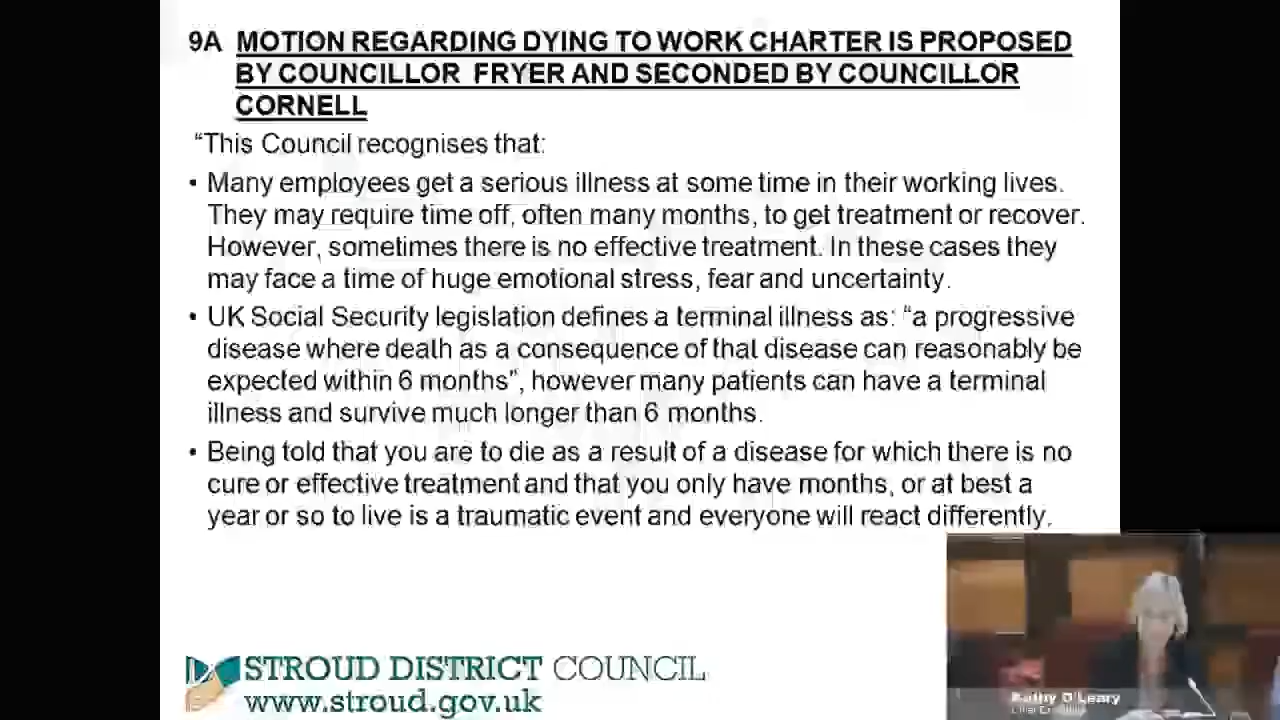 9A MOTION REGARDING DYING TO WORK CHARTER IS PROPOSED
BY COUNCILLOR FRYER AND SECONDED BY COUNCILLOR
CORNELL
“This Council recognises that:
• Many employees get a serious illness at some time in their working lives.
They may require time off, often many months, to get treatment or recover.
However, sometimes there is no effective treatment. In these cases they
may face a time of huge emotional stress, fear and uncertainty.
• UK Social Security legislation defines a terminal illness as: “a progressive
disease where death as a consequence of that disease can reasonably be
expected within 6 months”, however many patients can have a terminal
illness and survive much longer than 6 months.
• Being told that you are to die as a result of a disease for which there is no
cure or effective treatment and that you only have months, or at best a
year or so to live is a traumatic event and everyone will react differently.
STROUD DISTRICT COUNCIL
www.stroud.gov.uk
Kathy O'Leary